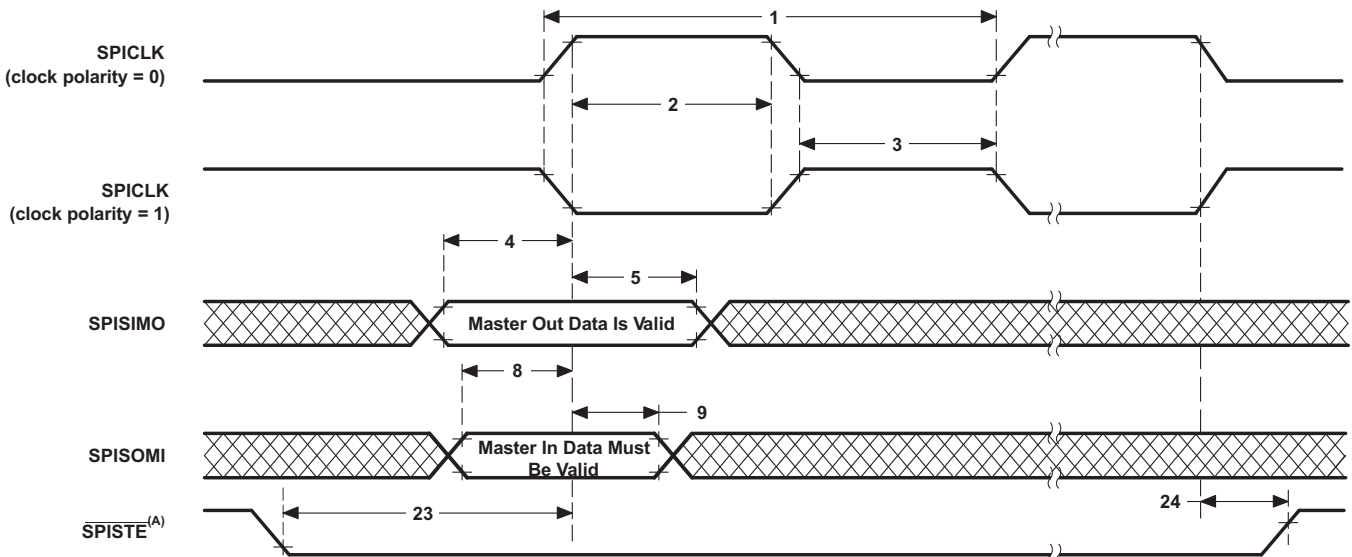 1
SPICLK
(clock polarity = 0)
2
3
SPICLK
(clock polarity = 1)
4
5
SPISIMO
Master Out Data Is Valid
8
9
SPISOMI
Master In Data Must
Be Valid
24
23
SPISTE(A)